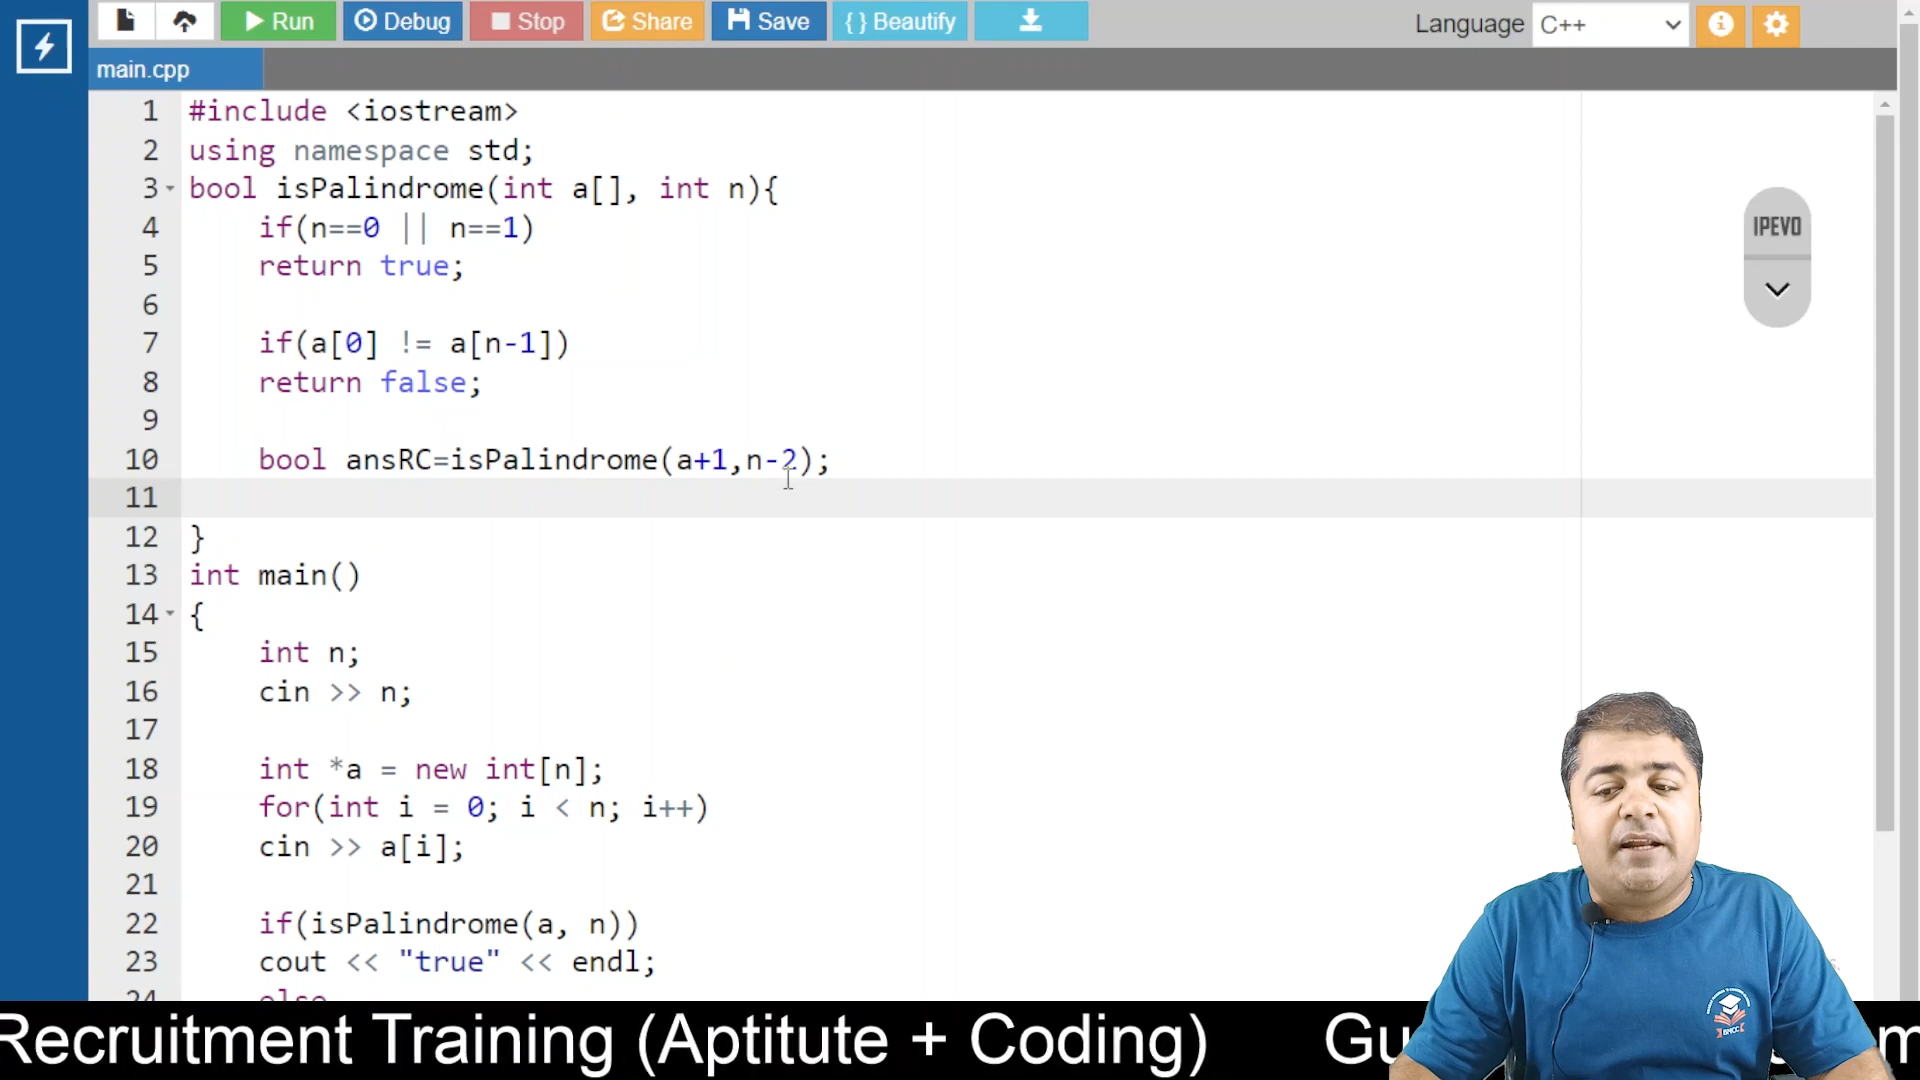 Run Debug Stop Share Save { } Beautify Language C++
main.cpp
1 #include <iostream>
2 using namespace std;
3 bool isPalindrome(int a[], int n){
4 if(n==0 || n==1)
5 return true;
6
7 if(a[0] != a[n-1])
8 return false;
9
10 bool ansRC=isPalindrome(a+1,n-2);
11
12 }
13 int main()
14 {
15 int n;
16 cin >> n;
17
18 int *a = new int[n];
19 for(int i = 0; i < n; i++)
20 cin >> a[i];
21
22 if(isPalindrome(a, n))
23 cout << "true" << endl;
24 else
IPEVO
Recruitment Training (Aptitute + Coding) Gu